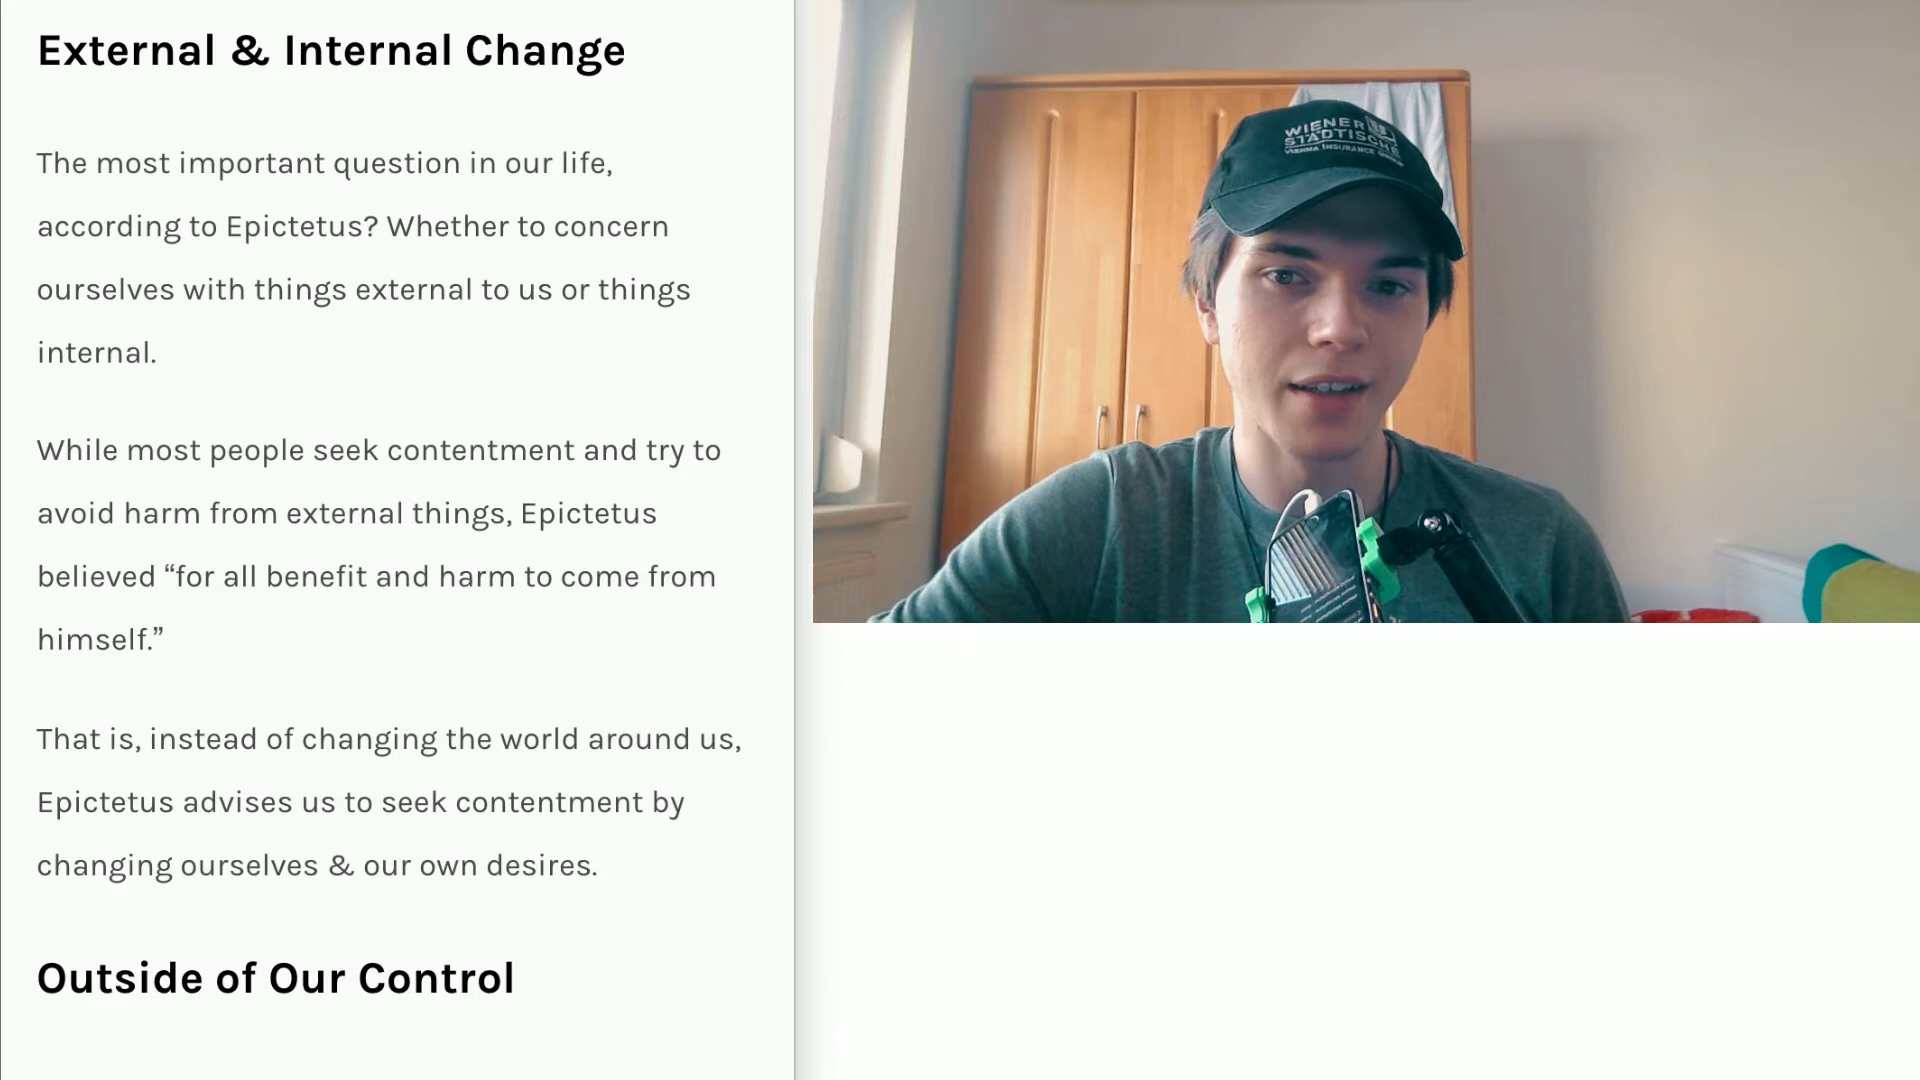 External & Internal Change
The most important question in our life,
according to Epictetus? Whether to concern
ourselves with things external to us or things
internal.
While most people seek contentment and try to
avoid harm from external things, Epictetus
believed “for all benefit and harm to come from
himself.”
That is, instead of changing the world around us,
Epictetus advises us to seek contentment by
changing ourselves & our own desires.
Outside of Our Control
WIENER
STÄDTISCHE
VIENNA INSURANCE GROUP